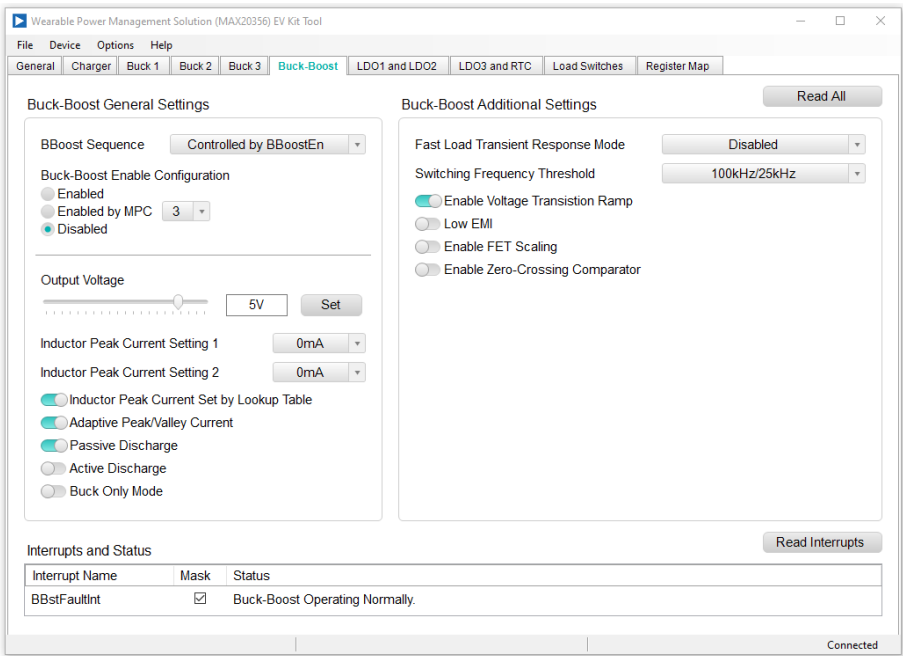 Wearable Power Management Solution (MAX20356) EV Kit Tool
File Device Options Help
General Charger Buck 1 Buck 2 Buck 3 Buck-Boost LDO1 and LDO2 LDO3 and RTC Load Switches Register Map
Read All
Buck-Boost General Settings
BBoost Sequence Controlled by BBoostEn
Buck-Boost Enable Configuration
Enabled
Enabled by MPC 3
Disabled
Output Voltage
5V Set
Inductor Peak Current Setting 1 0mA
Inductor Peak Current Setting 2 0mA
Inductor Peak Current Set by Lookup Table
Adaptive Peak/Valley Current
Passive Discharge
Active Discharge
Buck Only Mode
Buck-Boost Additional Settings
Fast Load Transient Response Mode Disabled
Switching Frequency Threshold 100kHz/25kHz
Enable Voltage Transistion Ramp
Low EMI
Enable FET Scaling
Enable Zero-Crossing Comparator
Read Interrupts
Interrupts and Status
Interrupt Name Mask Status
BBstFaultInt Buck-Boost Operating Normally.
Connected